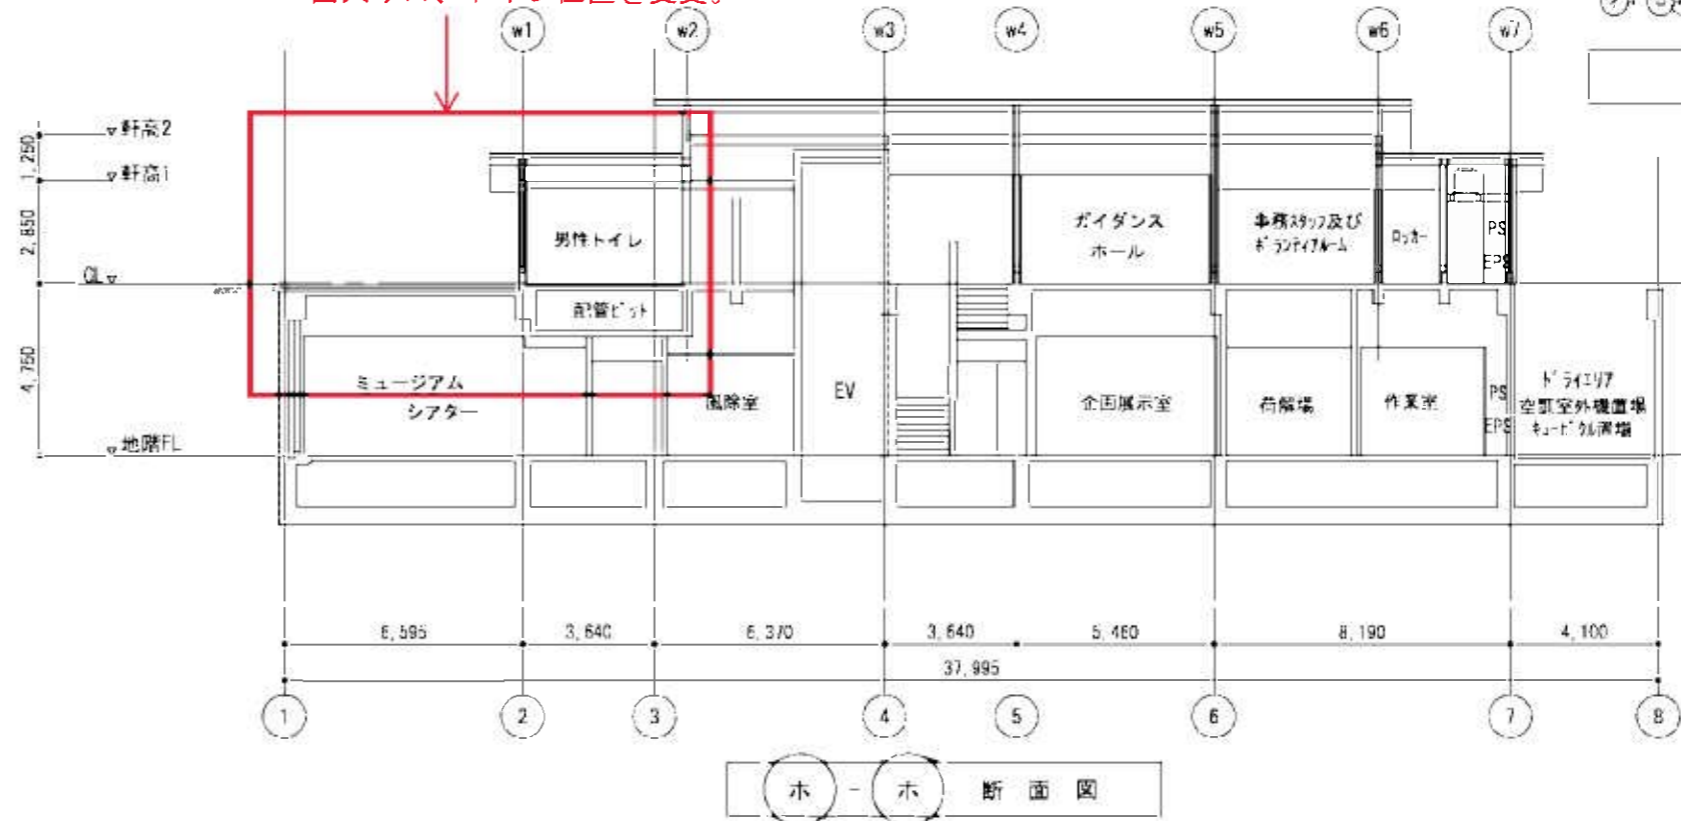 w1
w2
w3
w4
w5
w6
w7
軒高2
1,250
軒高1
2,850
GL
男性トイレ
ガイダンス
ホール
事務スタッフ及び
ボランティアルーム
ロッカー
PS
EPS
配管ピット
4,750
ミュージアム
シアター
風除室
EV
企画展示室
荷解場
作業室
PS
EPS
ドライエリア
空調室外機置場
キュービクル置場
地階FL
6,595
3,640
6,370
3,640
5,460
8,190
4,100
37,995
1
2
3
4
5
6
7
8
ホ - ホ 断面図